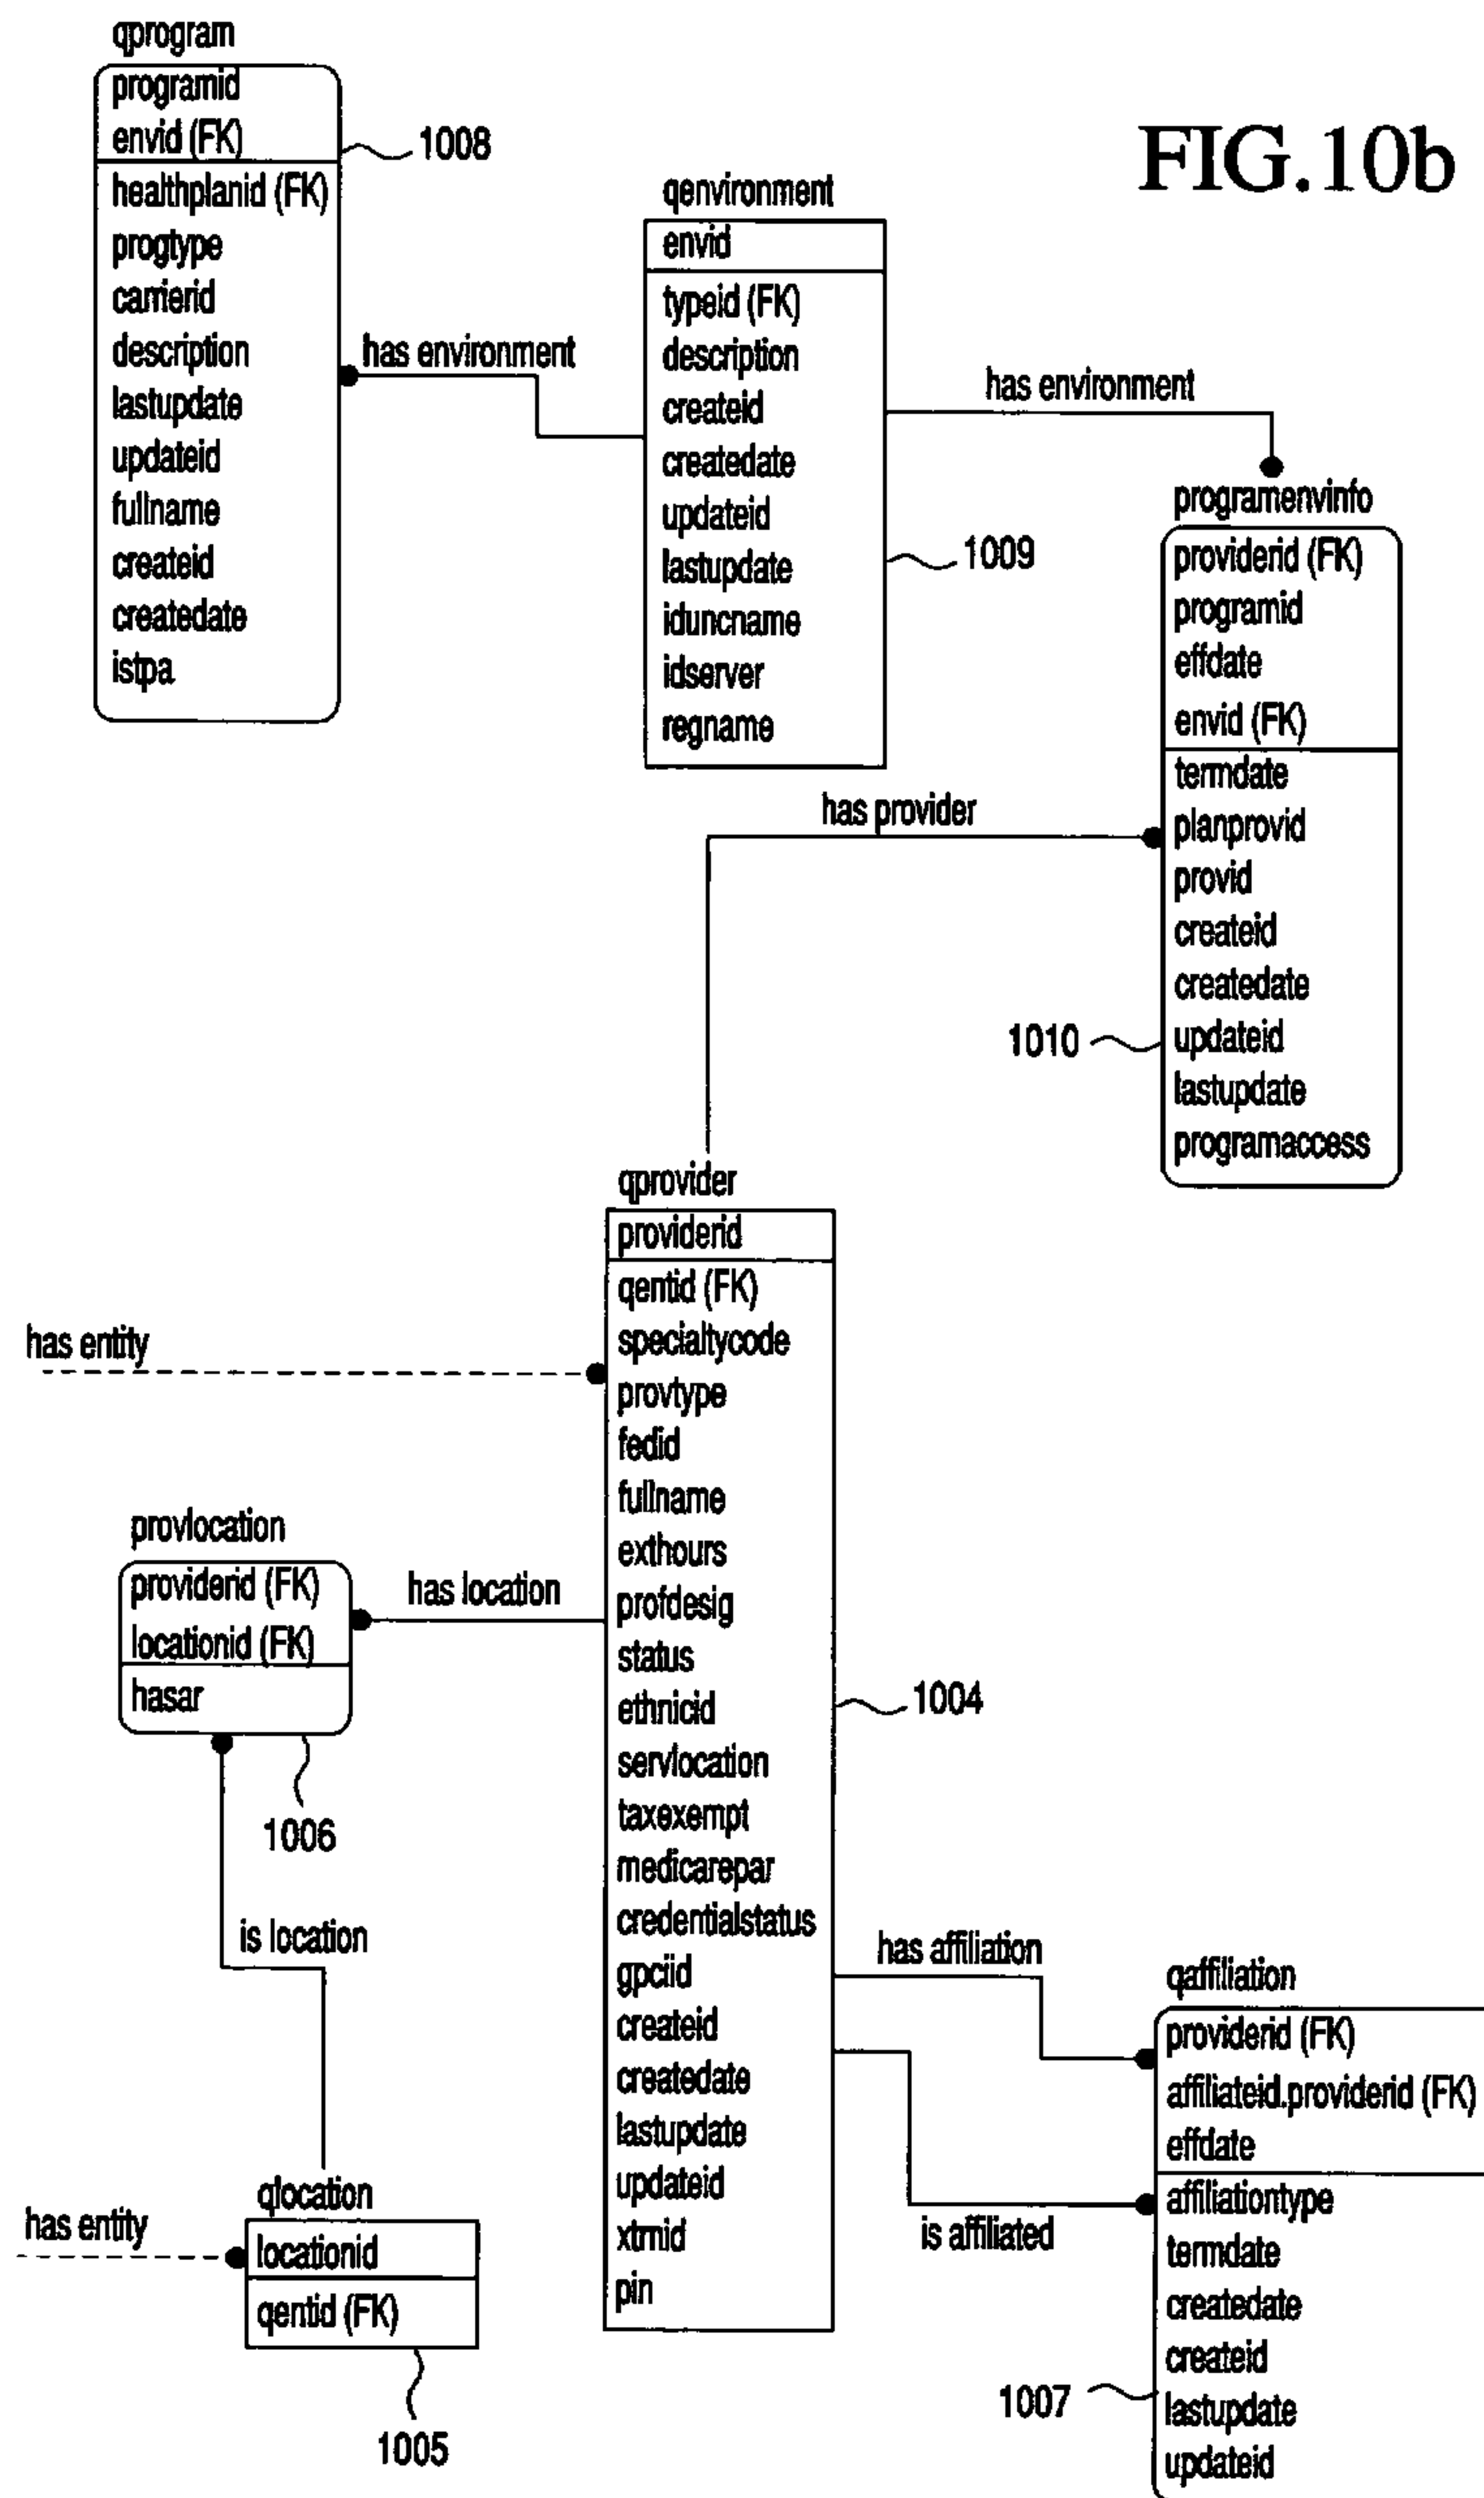 FIG.10b
qprogram
programid
envid (FK)
healthplanid (FK)
progtype
carrierid
description
lastupdate
updateid
fullname
createid
createdate
istpa
1008
has environment
qenvironment
envid
typeid (FK)
description
createid
createdate
updateid
lastupdate
iduncname
idserver
regname
1009
has environment
programenvinfo
providerid (FK)
programid
effdate
envid (FK)
termdate
planprovid
provid
createid
createdate
updateid
lastupdate
programaccess
1010
has provider
qprovider
providerid
qentid (FK)
specialtycode
provtype
fedid
fullname
exthours
profdesig
status
ethnicid
servlocation
taxexempt
medicarepar
credentialstatus
gpciid
createid
createdate
lastupdate
updateid
xtrnid
pin
1004
has entity
provlocation
providerid (FK)
locationid (FK)
hasar
1006
has location
is location
qlocation
locationid
qentid (FK)
1005
has entity
has affiliation
is affiliated
qaffiliation
providerid (FK)
affiliateid.providerid (FK)
effdate
affiliationtype
termdate
createdate
createid
lastupdate
updateid
1007